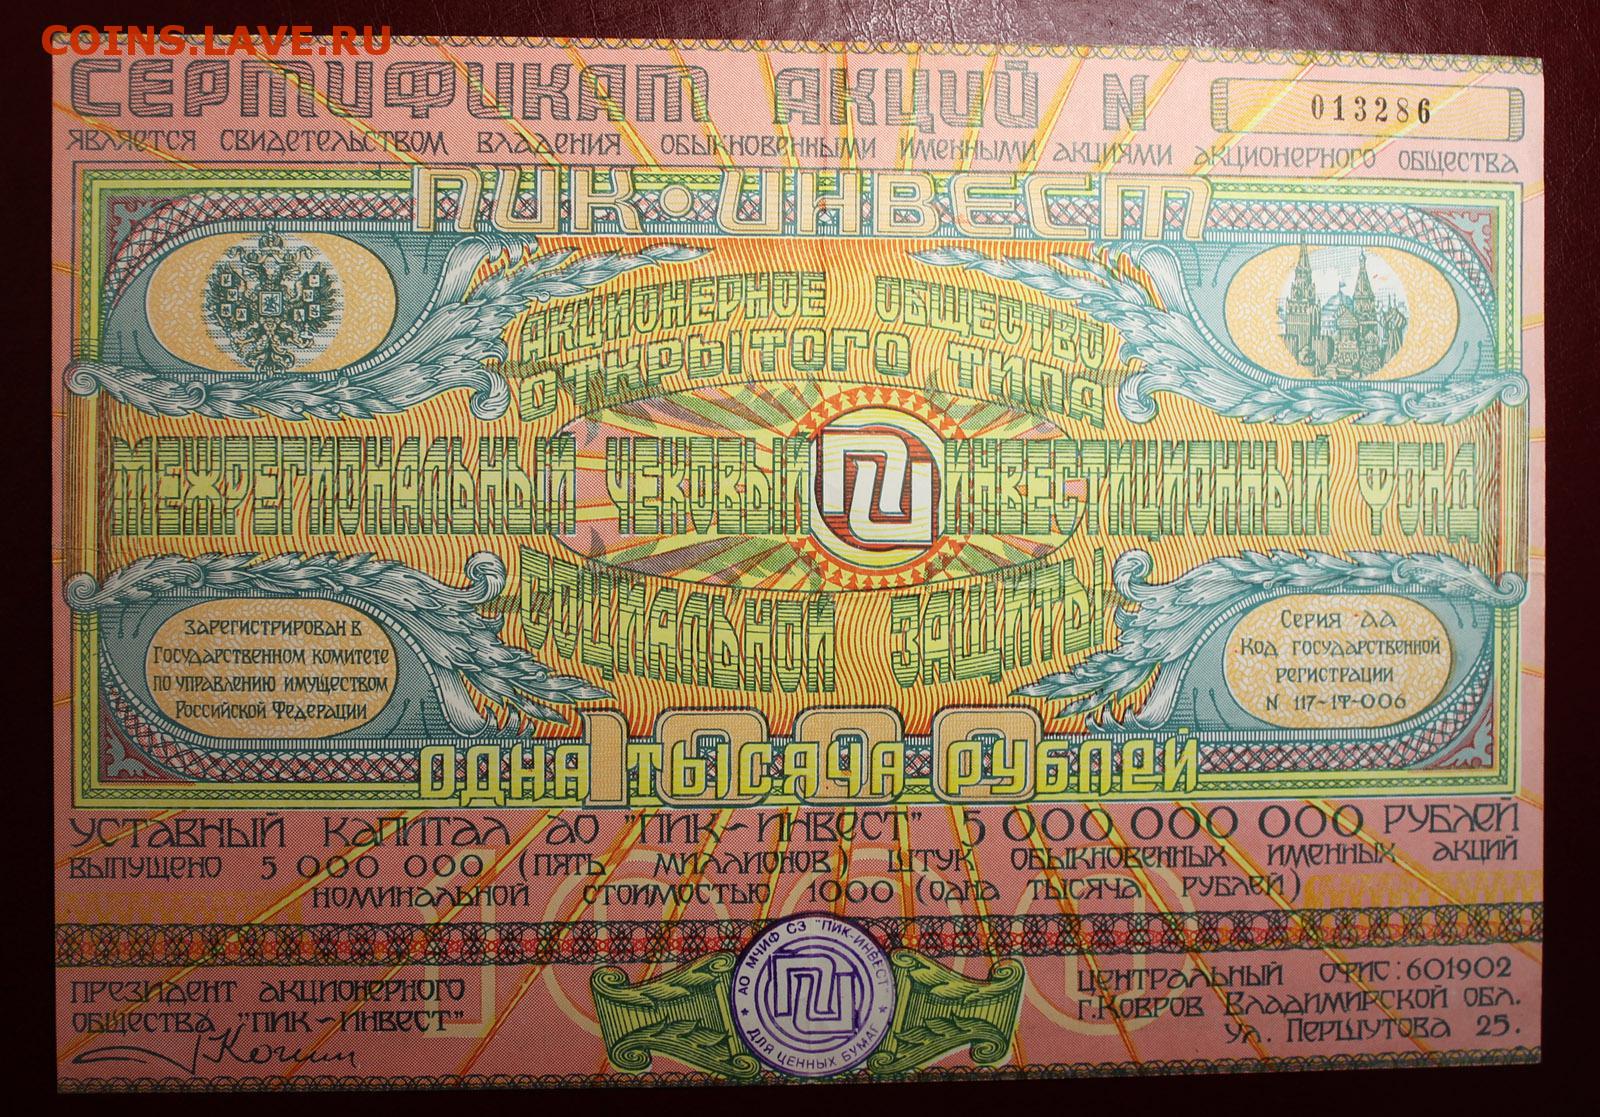 COINS.LAVE.RU
СЕРТИФИКАТ АКЦИЙ N 013286
ЯВЛЯЕТСЯ СВИДЕТЕЛЬСТВОМ ВЛАДЕНИЯ ОБЫКНОВЕННЫМИ ИМЕННЫМИ АКЦИЯМИ АКЦИОНЕРНОГО ОБЩЕСТВА
ПИК·ИНВЕСТ
АКЦИОНЕРНОЕ ОБЩЕСТВО
ОТКРЫТОГО ТИПА
МЕЖРЕГИОНАЛЬНЫЙ ЧЕКОВЫЙ ИНВЕСТИЦИОННЫЙ ФОНД
СОЦИАЛЬНОЙ ЗАЩИТЫ
ЗАРЕГИСТРИРОВАН В
ГОСУДАРСТВЕННОМ КОМИТЕТЕ
ПО УПРАВЛЕНИЮ ИМУЩЕСТВОМ
РОССИЙСКОЙ ФЕДЕРАЦИИ
СЕРИЯ АА
КОД ГОСУДАРСТВЕННОЙ
РЕГИСТРАЦИИ
N 117-1Ф-006
1000
ОДНА ТЫСЯЧА РУБЛЕЙ
УСТАВНЫЙ КАПИТАЛ АО "ПИК-ИНВЕСТ" 5 000 000 000 РУБЛЕЙ
ВЫПУЩЕНО 5 000 000 (ПЯТЬ МИЛЛИОНОВ) ШТУК ОБЫКНОВЕННЫХ ИМЕННЫХ АКЦИЙ
НОМИНАЛЬНОЙ СТОИМОСТЬЮ 1000 (ОДНА ТЫСЯЧА РУБЛЕЙ)
1000
ПРЕЗИДЕНТ АКЦИОНЕРНОГО
ОБЩЕСТВА "ПИК-ИНВЕСТ"
АО МЧИФ СЗ "ПИК-ИНВЕСТ"
* ДЛЯ ЦЕННЫХ БУМАГ *
ЦЕНТРАЛЬНЫЙ ОФИС: 601902
Г.КОВРОВ ВЛАДИМИРСКОЙ ОБЛ.
УЛ. ПЕРШУТОВА 25.